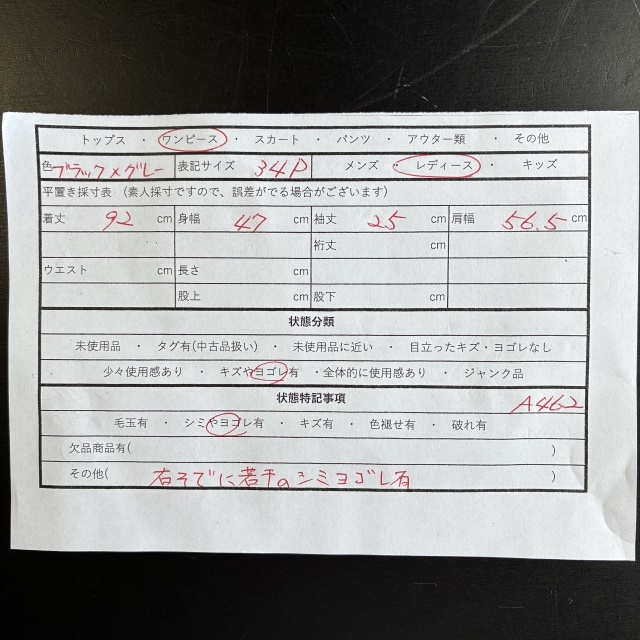 トップス ・ ワンピース ・ スカート ・ パンツ ・ アウター類 ・ その他
色 ブラック×グレー 表記サイズ 34P メンズ ・ レディース ・ キッズ
平置き採寸表 （素人採寸ですので、誤差がでる場合がございます）
着丈 92 cm 身幅 47 cm 袖丈 25 cm 肩幅 56.5 cm
裄丈 cm
ウエスト cm 長さ cm
股上 cm 股下 cm
状態分類
未使用品 ・ タグ有(中古品扱い) ・ 未使用品に近い ・ 目立ったキズ・ヨゴレなし
少々使用感あり ・ キズやヨゴレ有 ・全体的に使用感あり ・ ジャンク品
状態特記事項 A462
毛玉有 ・ シミやヨゴレ有 ・ キズ有 ・ 色褪せ有 ・ 破れ有
欠品商品有( )
その他( 右そでに若干のシミヨゴレ有 )